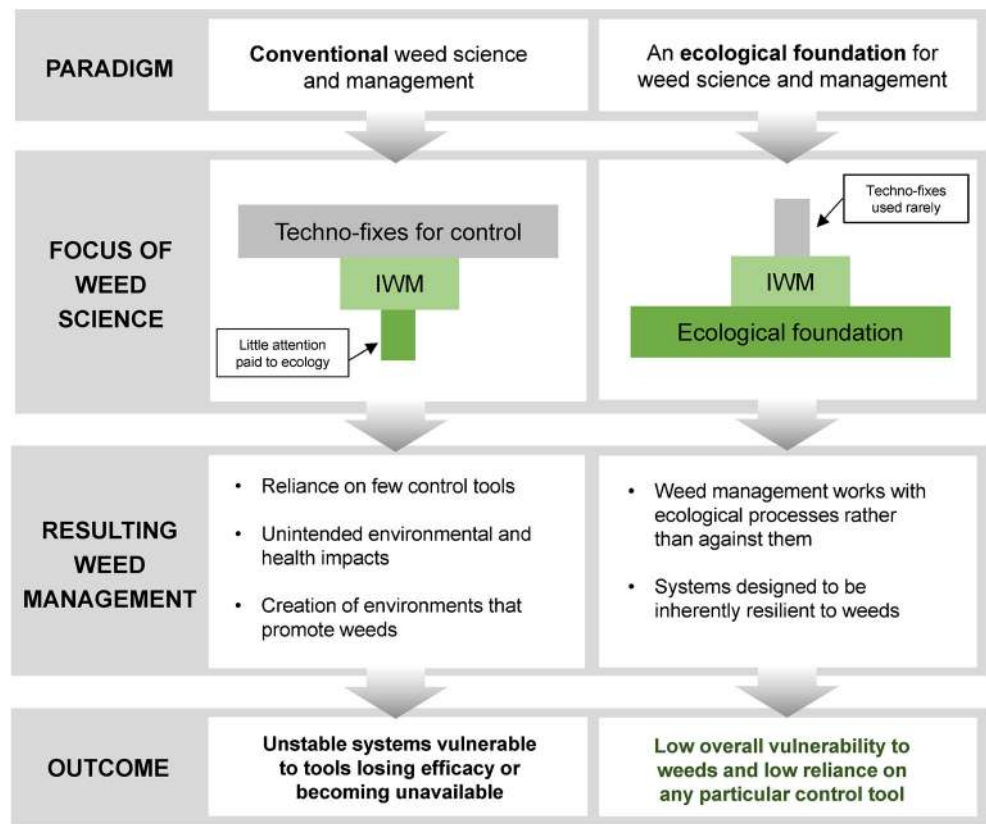 PARADIGM
Conventional weed science
and management
An ecological foundation for
weed science and management
FOCUS OF
WEED
SCIENCE
Techno-fixes for control
IWM
Little attention
paid to ecology
Techno-fixes
used rarely
IWM
Ecological foundation
RESULTING
WEED
MANAGEMENT
• Reliance on few control tools
• Unintended environmental and
health impacts
• Creation of environments that
promote weeds
• Weed management works with
ecological processes rather
than against them
• Systems designed to be
inherently resilient to weeds
OUTCOME
Unstable systems vulnerable
to tools losing efficacy or
becoming unavailable
Low overall vulnerability to
weeds and low reliance on
any particular control tool